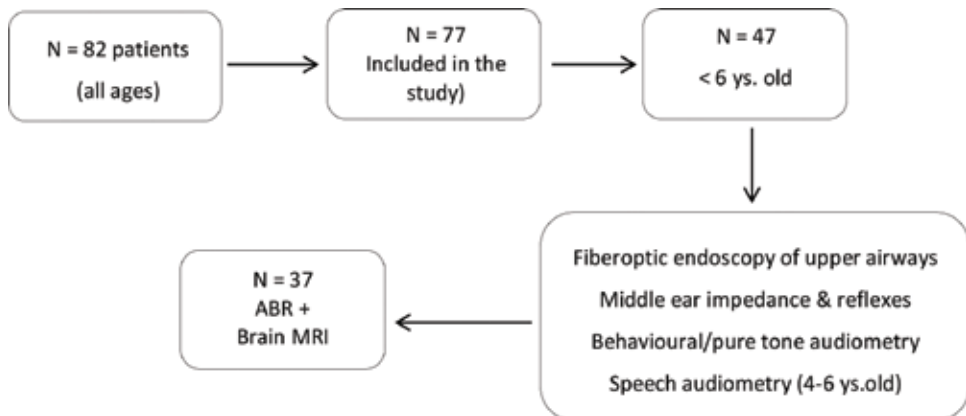 N = 82 patients
(all ages)
N = 77
Included in the
study)
N = 47
< 6 ys. old
Fiberoptic endoscopy of upper airways
Middle ear impedance & reflexes
Behavioural/pure tone audiometry
Speech audiometry (4-6 ys.old)
N = 37
ABR +
Brain MRI